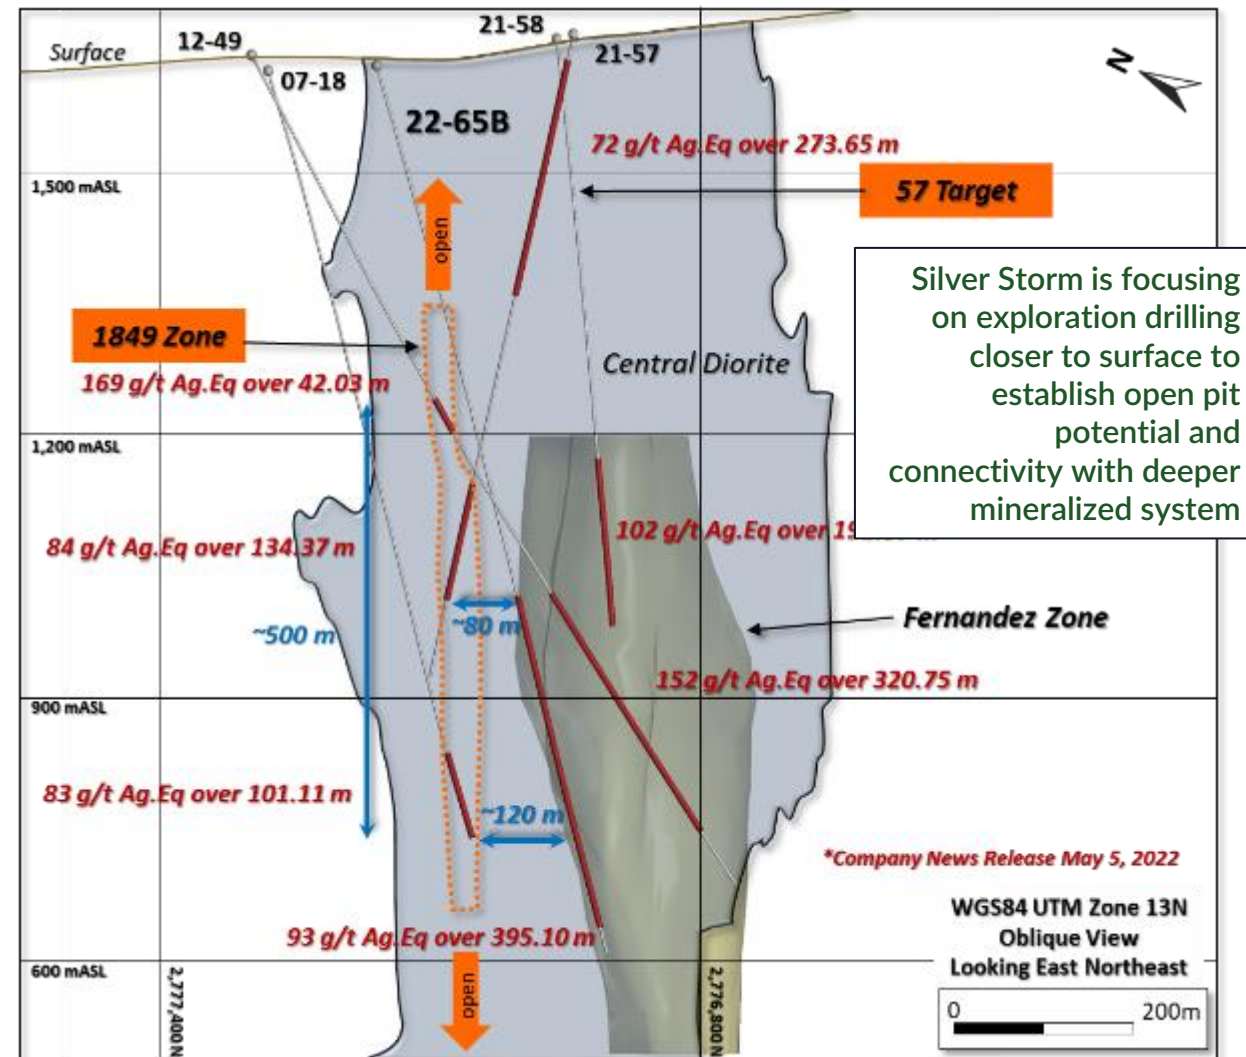 21-58
12-49
Surface
21-57
07-18
N
22-65B
72 g/t Ag.Eq over 273.65 m
1,500 mASL
57 Target
open
Silver Storm is focusing
on exploration drilling
closer to surface to
establish open pit
potential and
connectivity with deeper
mineralized system
1849 Zone
Central Diorite
169 g/t Ag.Eq over 42.03 m
1,200 mASL
102 g/t Ag.Eq over
84 g/t Ag.Eq over 134.37 m
~80 m
~500 m
Fernandez Zone
152 g/t Ag.Eq over 320.75 m
900 mASL
83 g/t Ag.Eq over 101.11 m
~120 m
*Company News Release May 5, 2022
93 g/t Ag.Eq over 395.10 m
WGS84 UTM Zone 13N
Oblique View
Looking East Northeast
600 mASL
open
2,777,400 N
2,776,800 N
0 200m